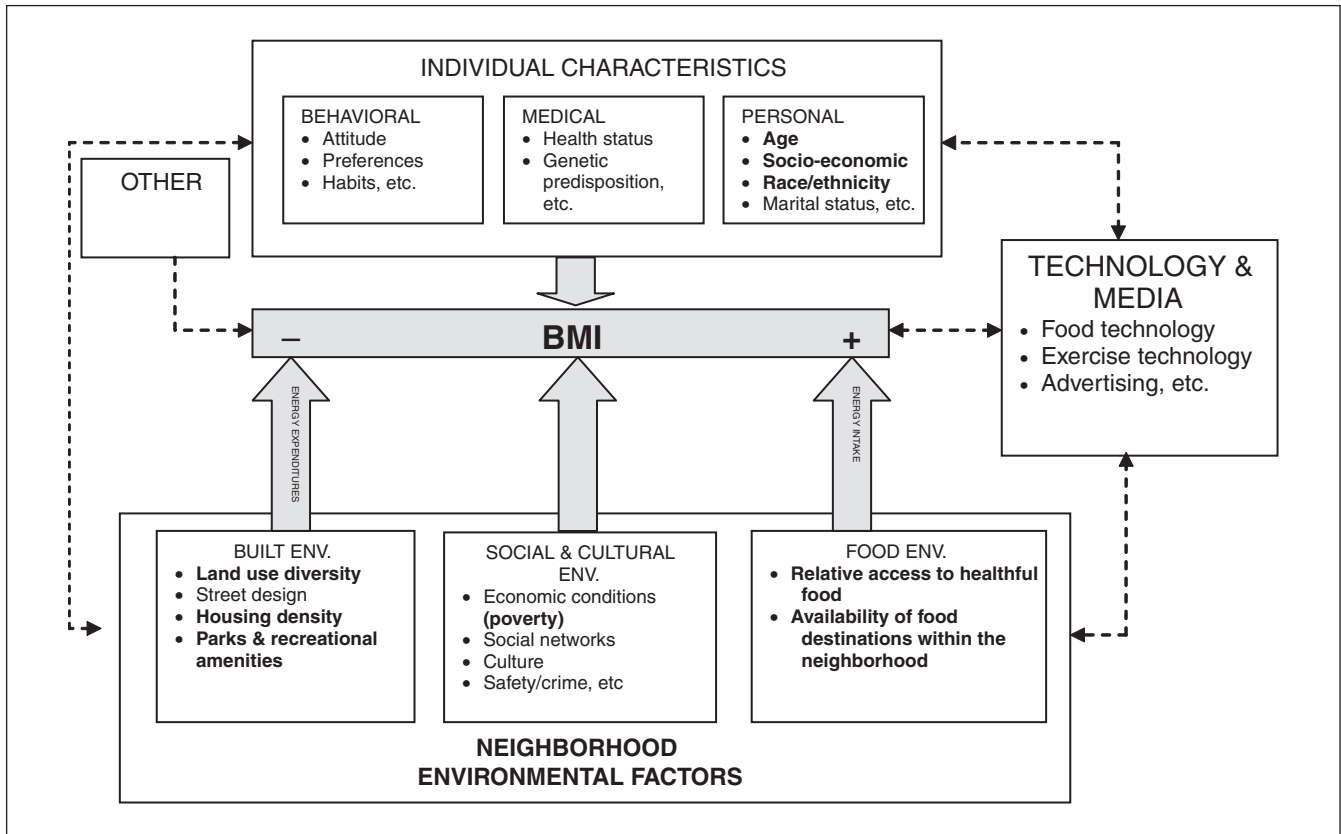 INDIVIDUAL CHARACTERISTICS
BEHAVIORAL
• Attitude
• Preferences
• Habits, etc.
MEDICAL
• Health status
• Genetic
predisposition,
etc.
PERSONAL
• Age
• Socio-economic
• Race/ethnicity
• Marital status, etc.
OTHER
TECHNOLOGY &
MEDIA
• Food technology
• Exercise technology
• Advertising, etc.
– BMI +
ENERGY EXPENDITURES
ENERGY INTAKE
BUILT ENV.
• Land use diversity
• Street design
• Housing density
• Parks & recreational
amenities
SOCIAL & CULTURAL
ENV.
• Economic conditions
(poverty)
• Social networks
• Culture
• Safety/crime, etc
FOOD ENV.
• Relative access to healthful
food
• Availability of food
destinations within the
neighborhood
NEIGHBORHOOD
ENVIRONMENTAL FACTORS